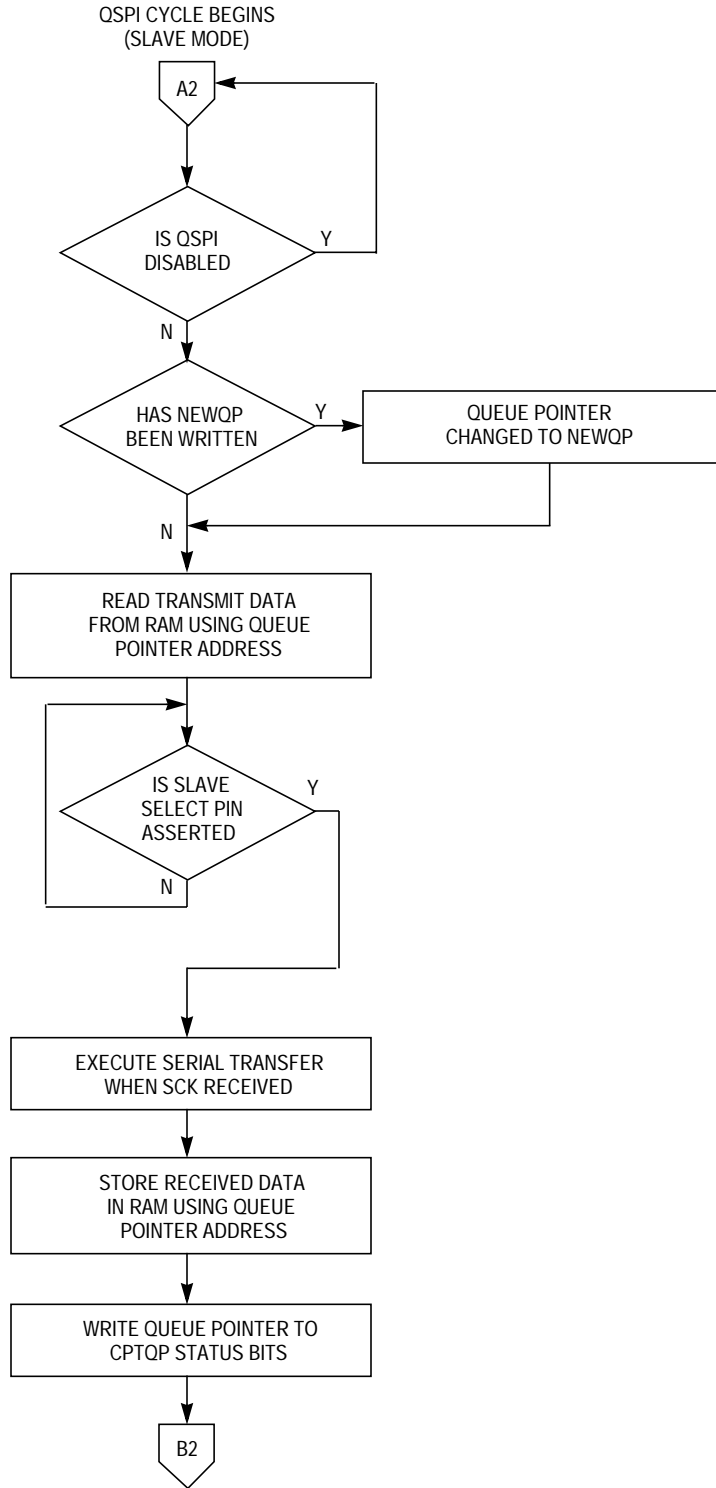 QSPI CYCLE BEGINS
(SLAVE MODE)
A2
IS QSPI
DISABLED
Y
N
HAS NEWQP
BEEN WRITTEN
Y
QUEUE POINTER
CHANGED TO NEWQP
N
READ TRANSMIT DATA
FROM RAM USING QUEUE
POINTER ADDRESS
IS SLAVE
SELECT PIN
ASSERTED
Y
N
EXECUTE SERIAL TRANSFER
WHEN SCK RECEIVED
STORE RECEIVED DATA
IN RAM USING QUEUE
POINTER ADDRESS
WRITE QUEUE POINTER TO
CPTQP STATUS BITS
B2